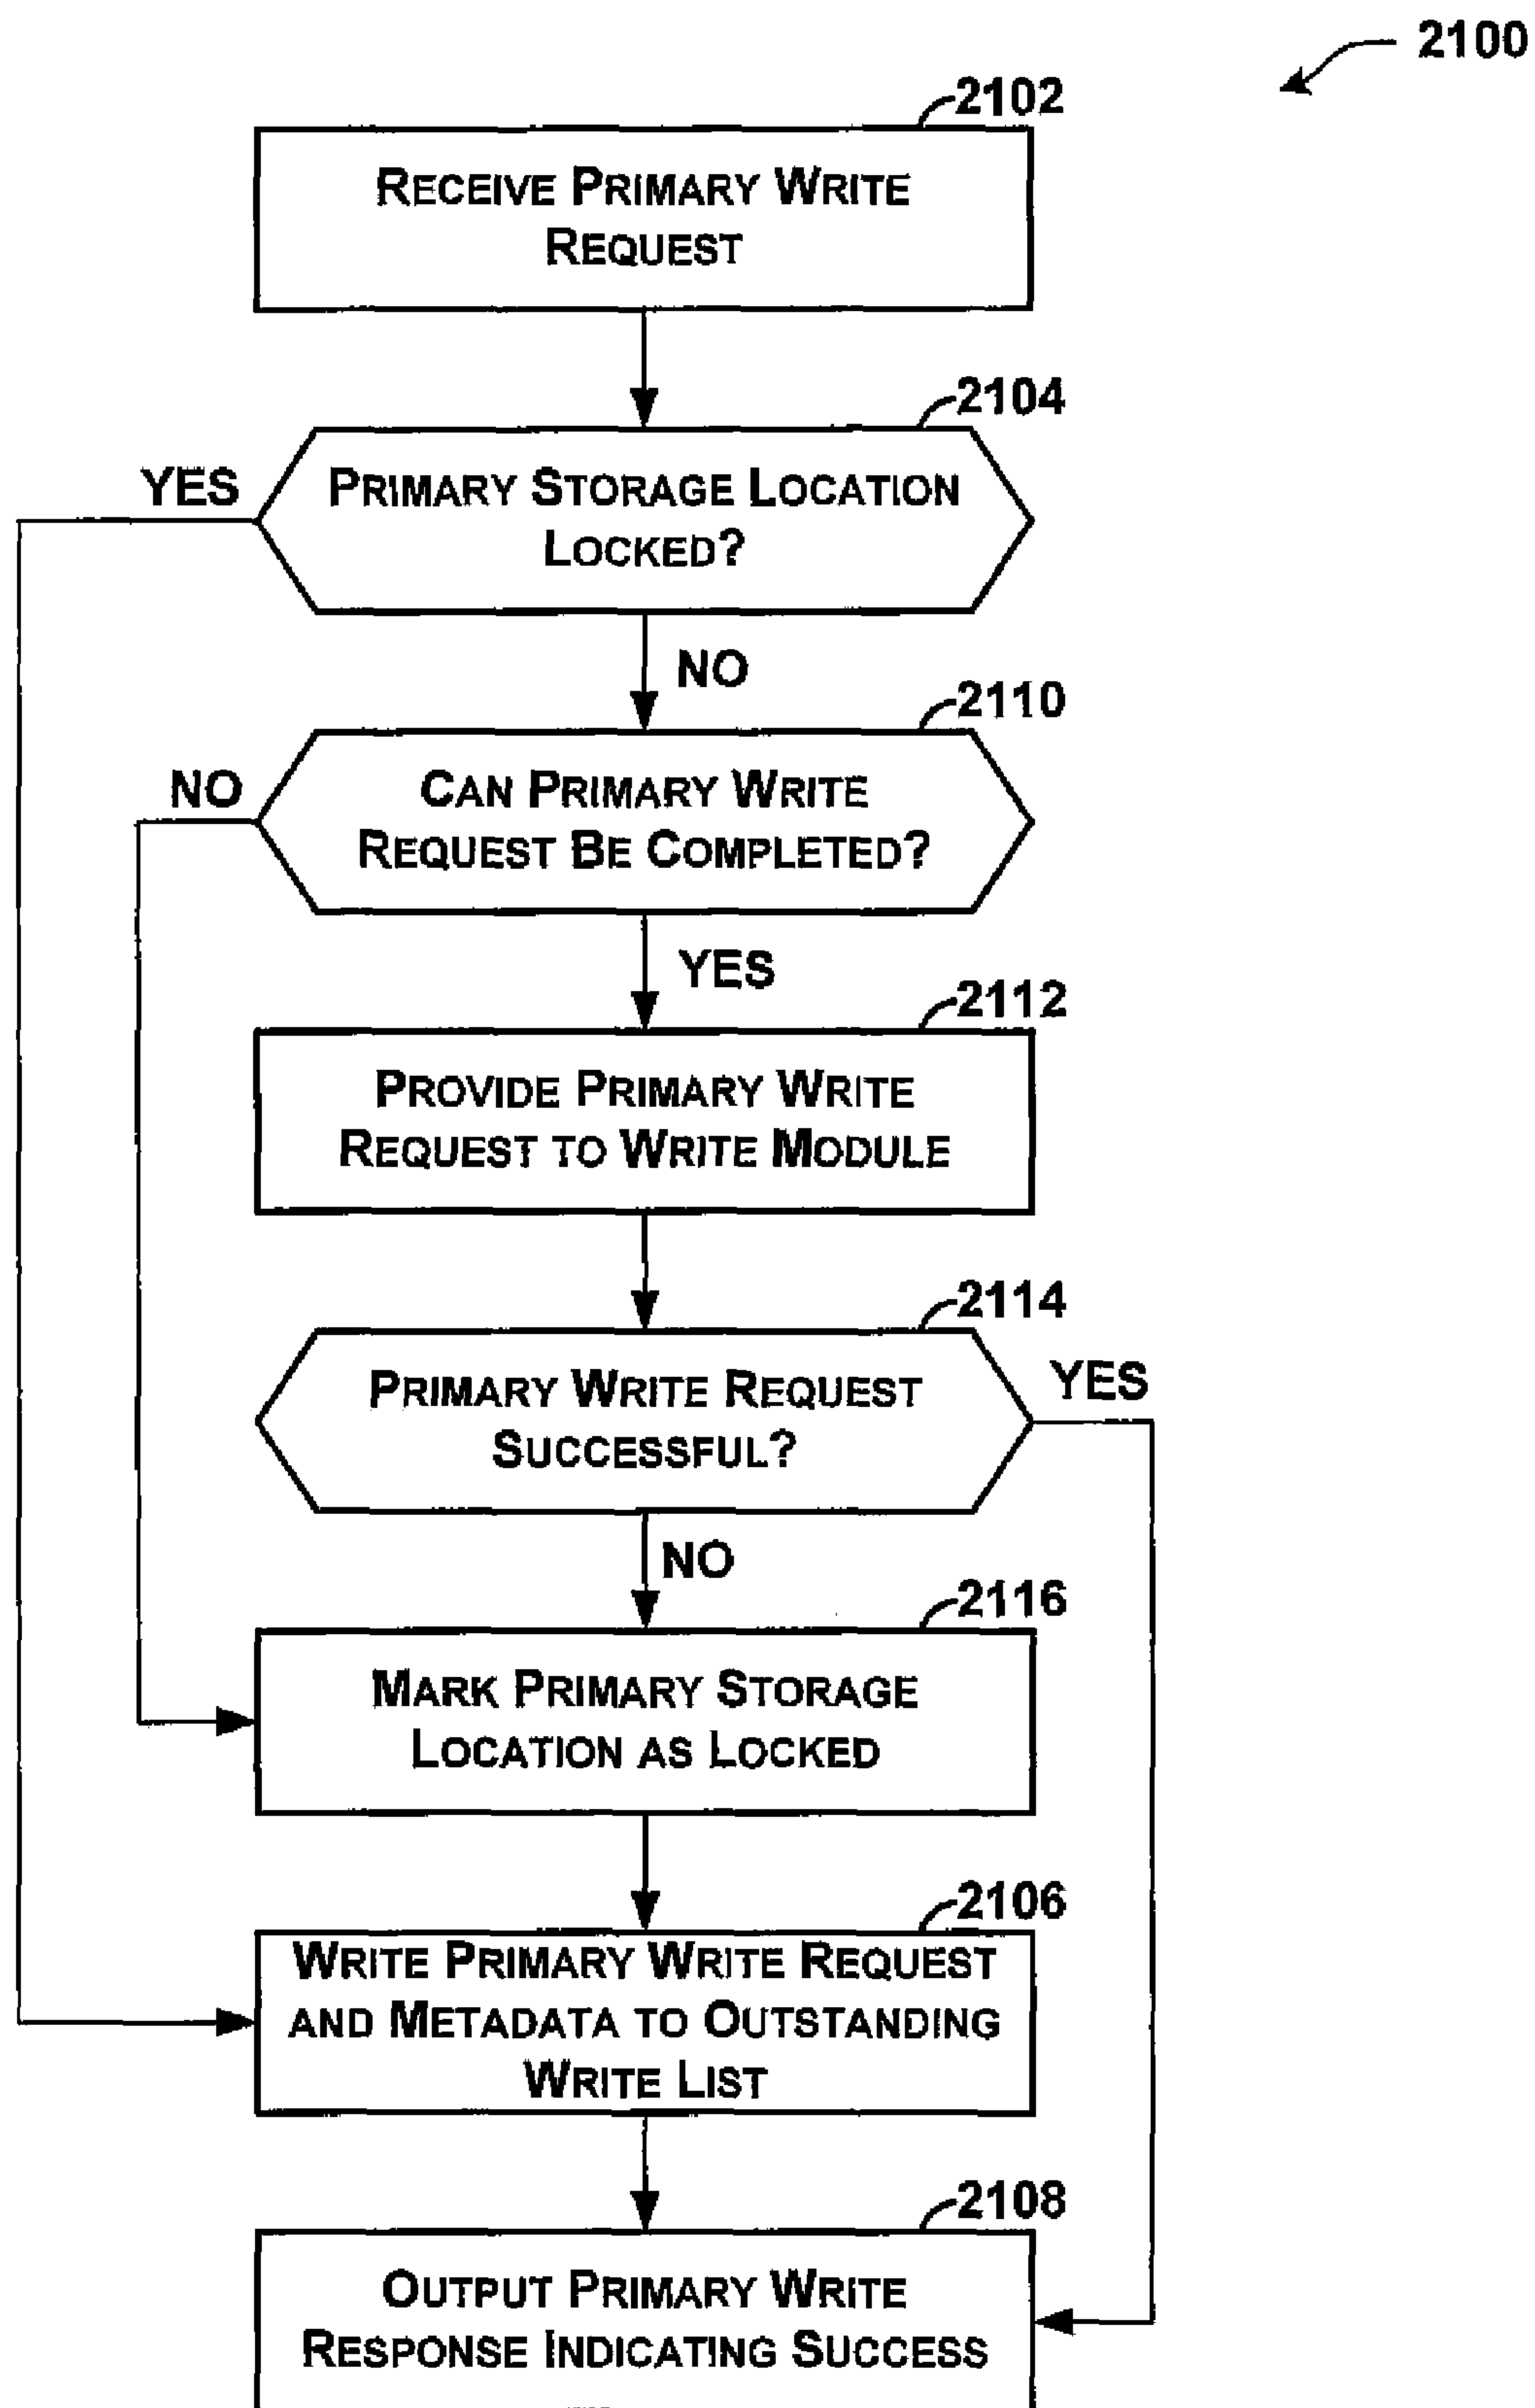 2100
2102
RECEIVE PRIMARY WRITE
REQUEST
2104
YES
PRIMARY STORAGE LOCATION
LOCKED?
NO
2110
NO
CAN PRIMARY WRITE
REQUEST BE COMPLETED?
YES
2112
PROVIDE PRIMARY WRITE
REQUEST TO WRITE MODULE
2114
PRIMARY WRITE REQUEST
SUCCESSFUL?
YES
NO
2116
MARK PRIMARY STORAGE
LOCATION AS LOCKED
2106
WRITE PRIMARY WRITE REQUEST
AND METADATA TO OUTSTANDING
WRITE LIST
2108
OUTPUT PRIMARY WRITE
RESPONSE INDICATING SUCCESS